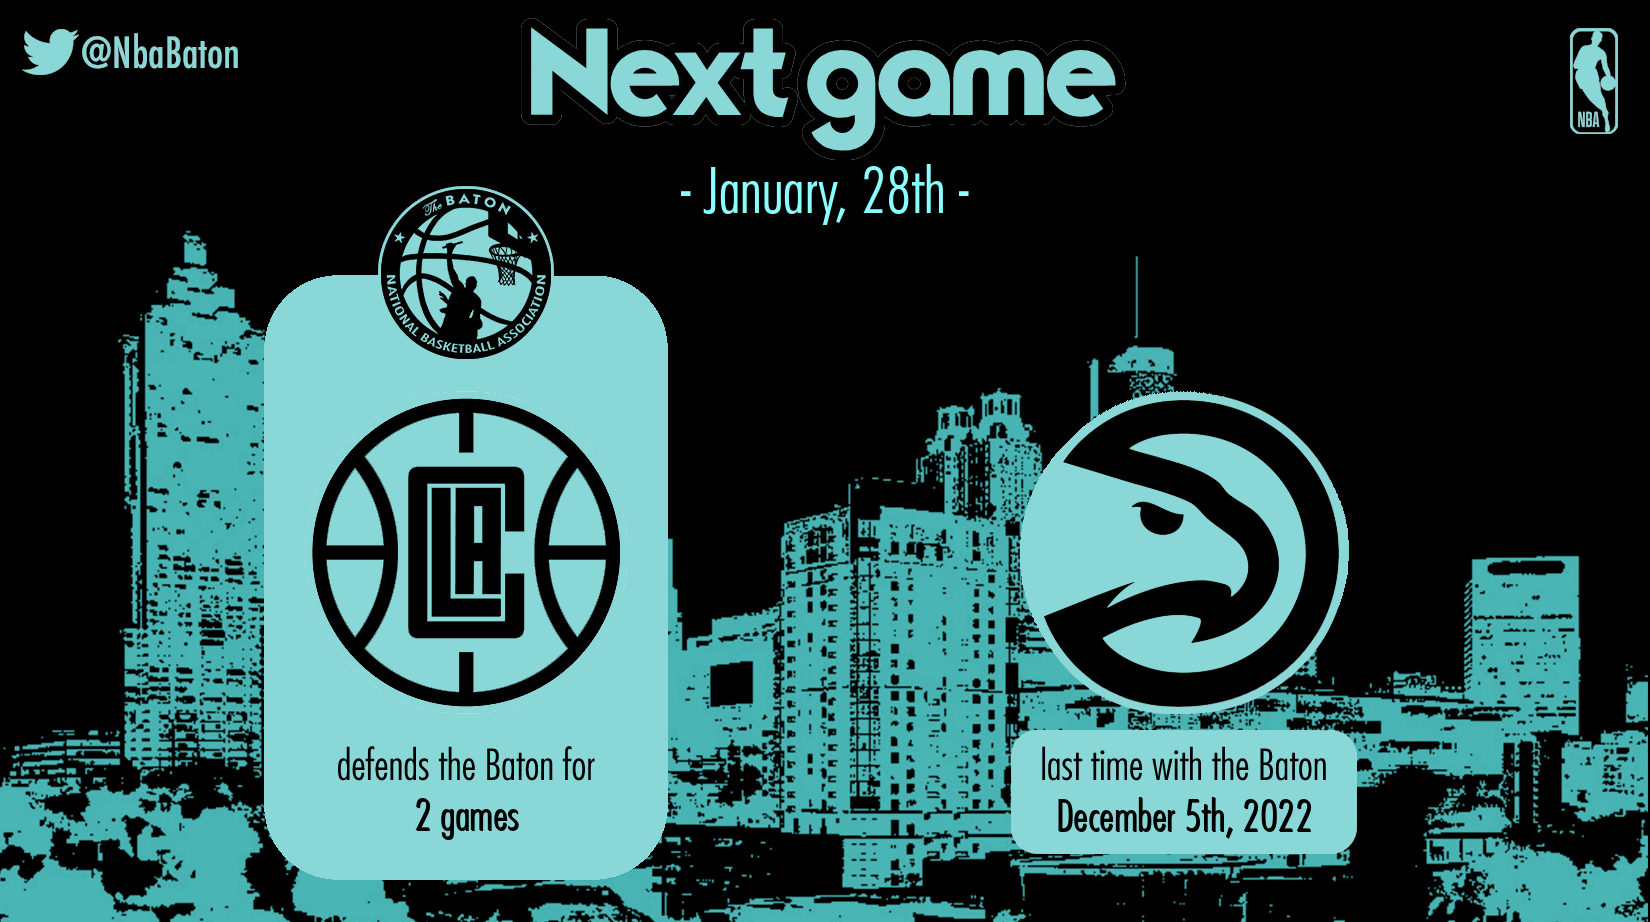 @NbaBaton
Next game
NBA
- January, 28th -
The BATON
NATIONAL BASKETBALL ASSOCIATION
LAC
defends the Baton for
2 games
last time with the Baton
December 5th, 2022